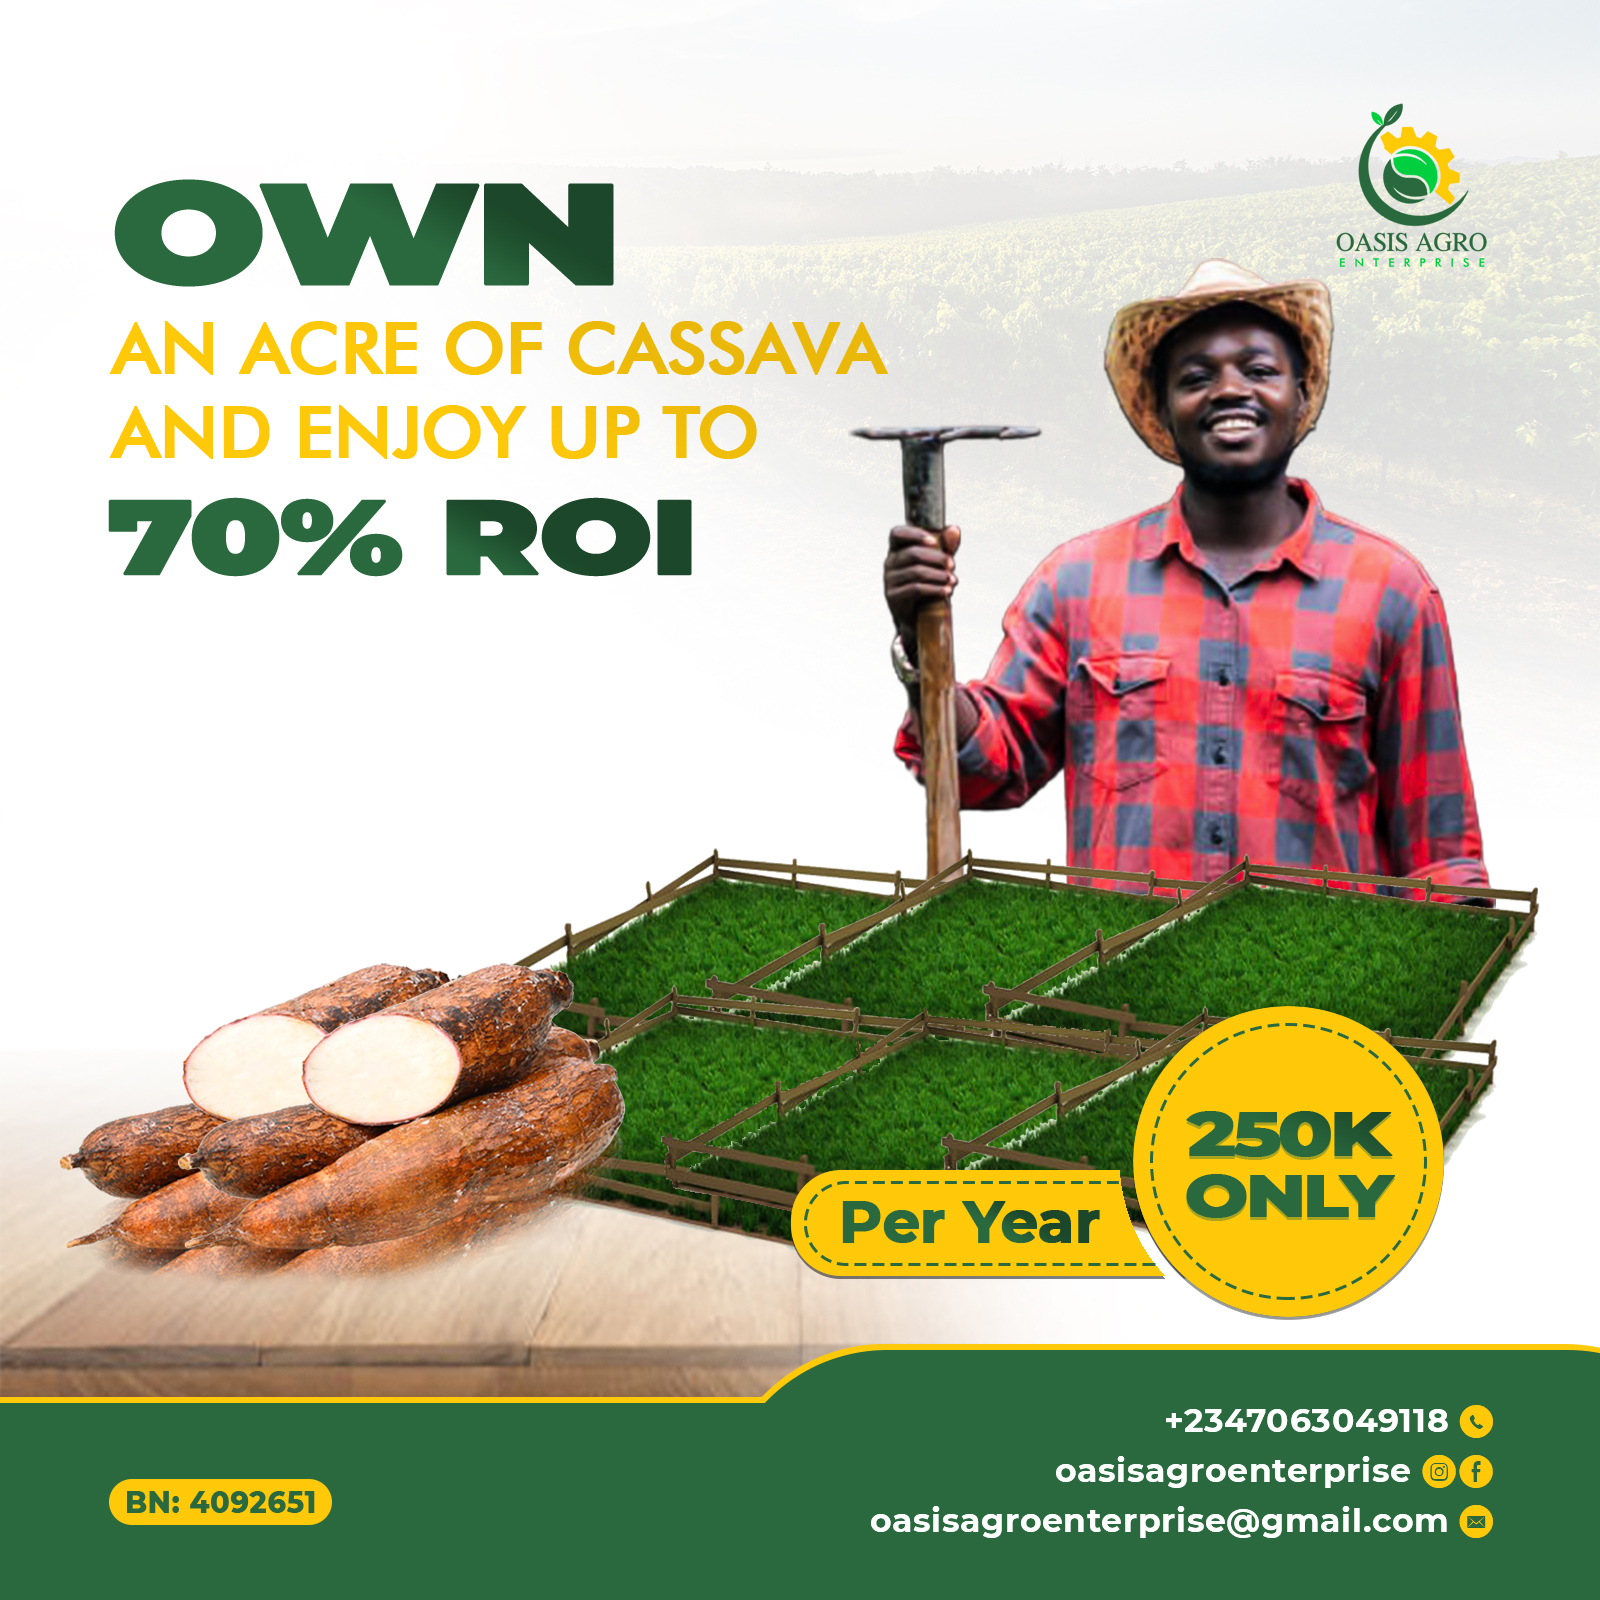 OASIS AGRO
ENTERPRISE
OWN
AN ACRE OF CASSAVA
AND ENJOY UP TO
70% ROI
250K
ONLY
Per Year
+2347063049118
oasisagroenterprise
BN: 4092651
oasisagroenterprise@gmail.com